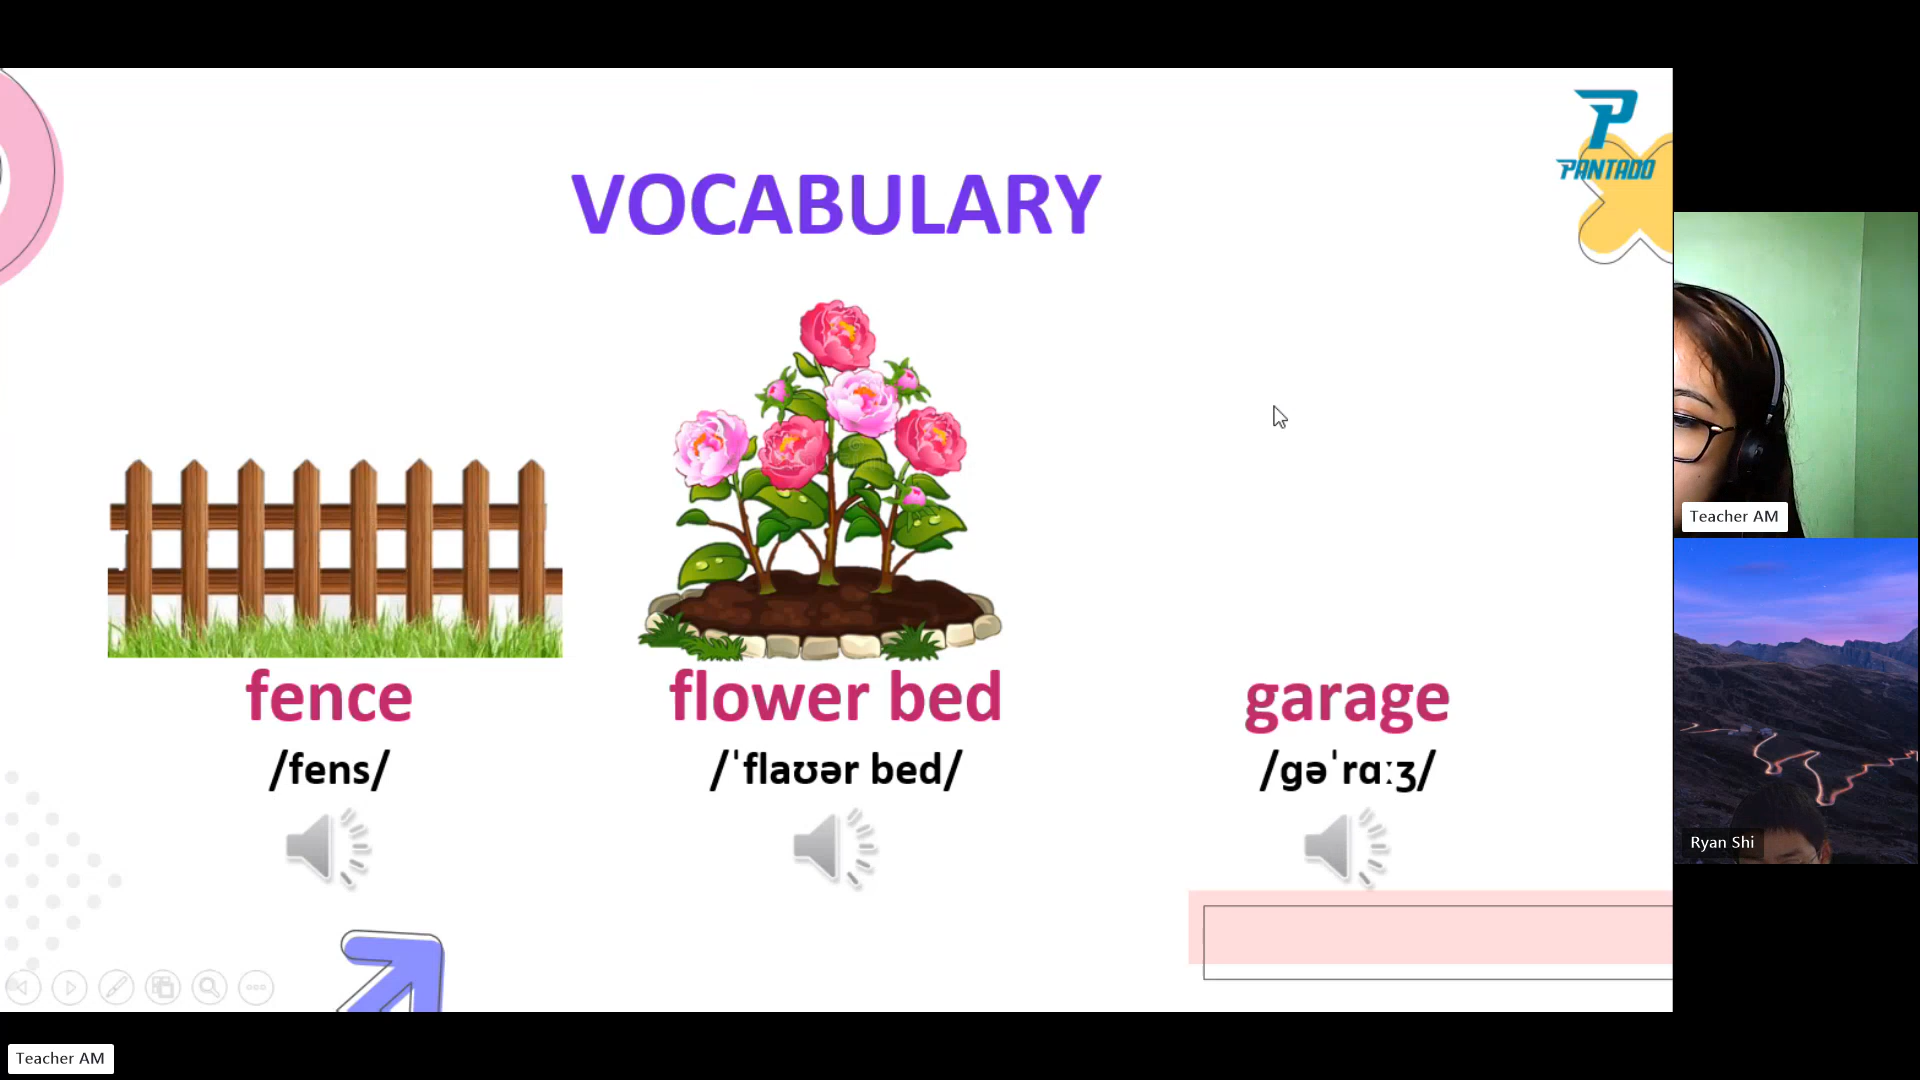 P
PANTADO
VOCABULARY
fence
flower bed
garage
/fens/
/ˈflaʊər bed/
/ɡəˈrɑːʒ/
Teacher AM
Ryan Shi
Teacher AM